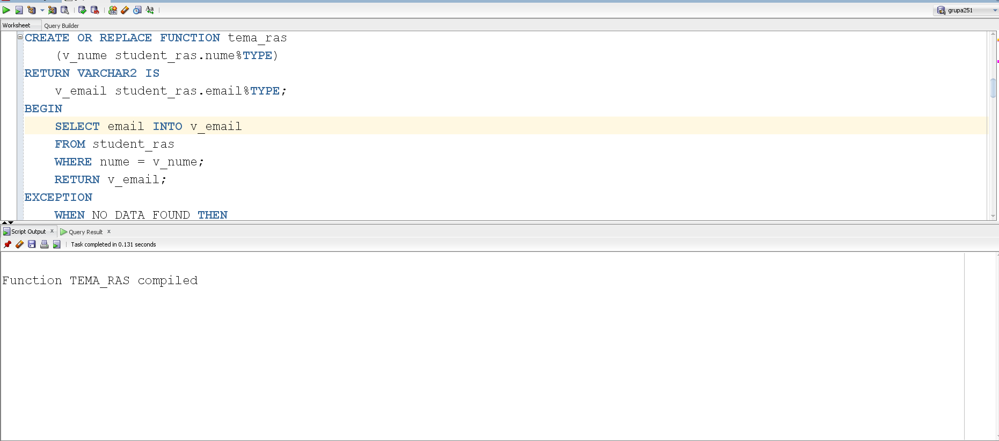 grupa251
Worksheet Query Builder
CREATE OR REPLACE FUNCTION tema_ras
(v_nume student_ras.nume%TYPE)
RETURN VARCHAR2 IS
v_email student_ras.email%TYPE;
BEGIN
SELECT email INTO v_email
FROM student_ras
WHERE nume = v_nume;
RETURN v_email;
EXCEPTION
WHEN NO_DATA_FOUND THEN
Script Output x Query Result x
Task completed in 0.131 seconds
Function TEMA_RAS compiled